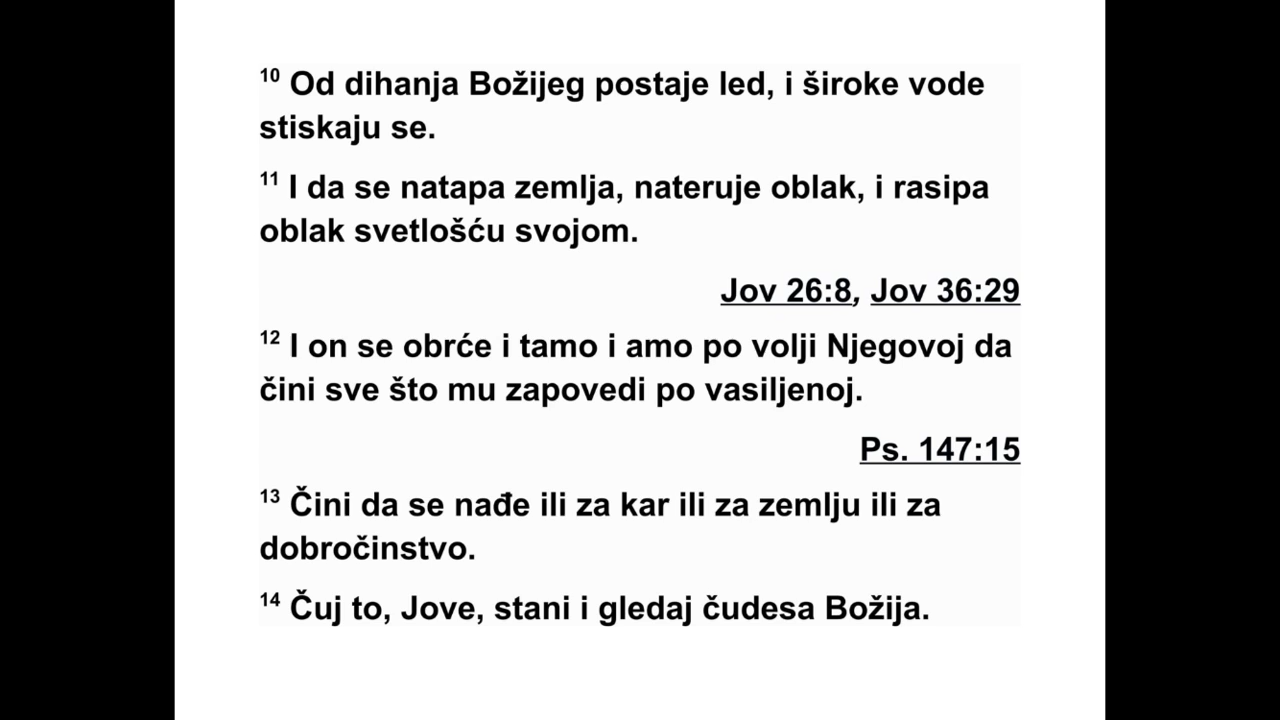 10 Od dihanja Božijeg postaje led, i široke vode
stiskaju se.
11 I da se natapa zemlja, nateruje oblak, i rasipa
oblak svetlošću svojom.
Jov 26:8, Jov 36:29
12 I on se obrće i tamo i amo po volji Njegovoj da
čini sve što mu zapovedi po vasiljenoj.
Ps. 147:15
13 Čini da se nađe ili za kar ili za zemlju ili za
dobročinstvo.
14 Čuj to, Jove, stani i gledaj čudesa Božija.